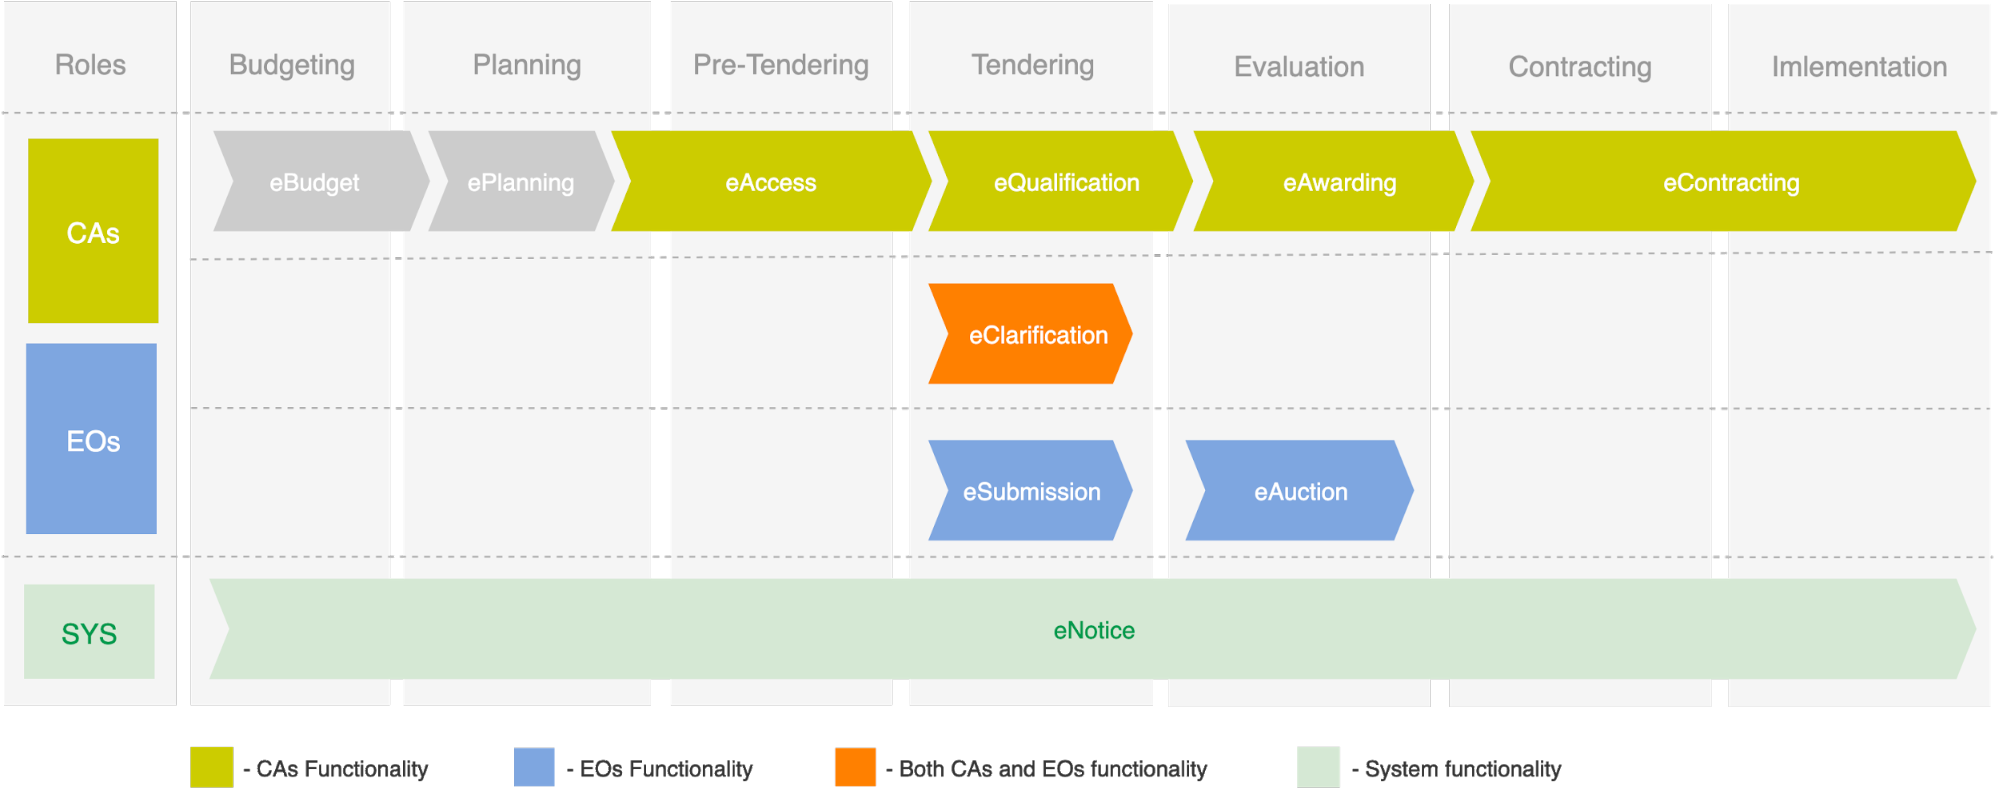 Roles
Budgeting
Planning
Pre-Tendering
Tendering
Evaluation
Contracting
Imlementation
CAs
eBudget
ePlanning
eAccess
eQualification
eAwarding
eContracting
eClarification
EOs
eSubmission
eAuction
SYS
eNotice
- CAs Functionality
- EOs Functionality
- Both CAs and EOs functionality
- System functionality